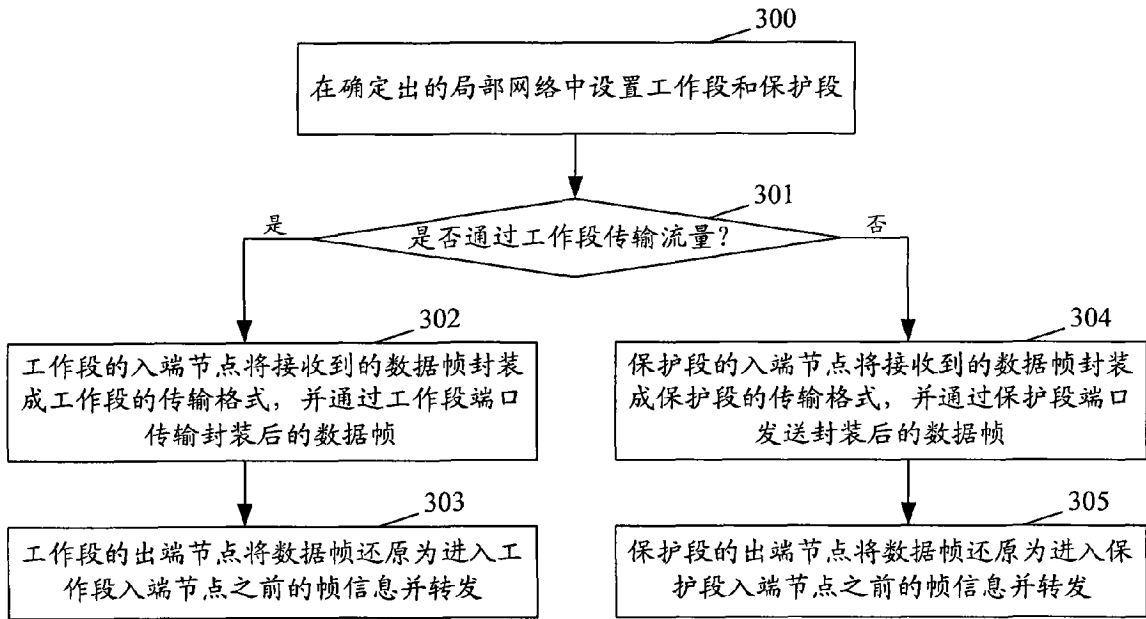 300
在确定出的局部网络中设置工作段和保护段
301
是
是否通过工作段传输流量?
否
302
工作段的入端节点将接收到的数据帧封装
成工作段的传输格式，并通过工作段端口
传输封装后的数据帧
304
保护段的入端节点将接收到的数据帧封装
成保护段的传输格式，并通过保护段端口
发送封装后的数据帧
303
工作段的出端节点将数据帧还原为进入工
作段入端节点之前的帧信息并转发
305
保护段的出端节点将数据帧还原为进入保
护段入端节点之前的帧信息并转发